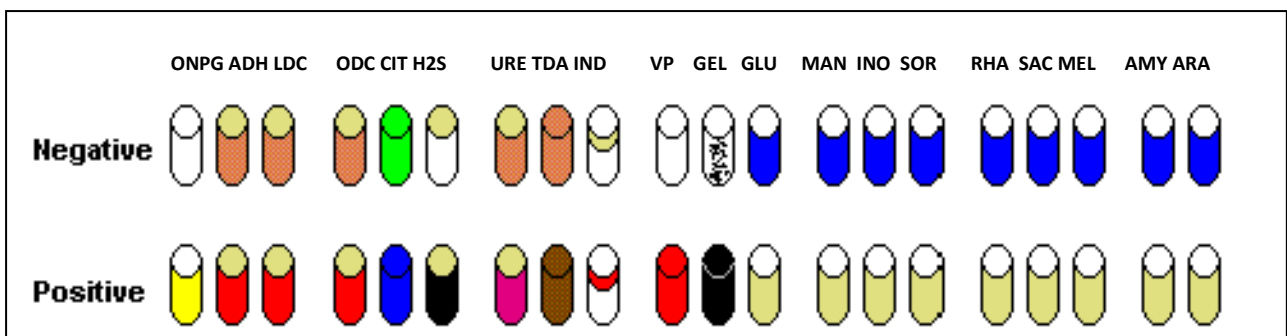 ONPG ADH LDC ODC CIT H2S URE TDA IND VP GEL GLU MAN INO SOR RHA SAC MEL AMY ARA
Negative
Positive